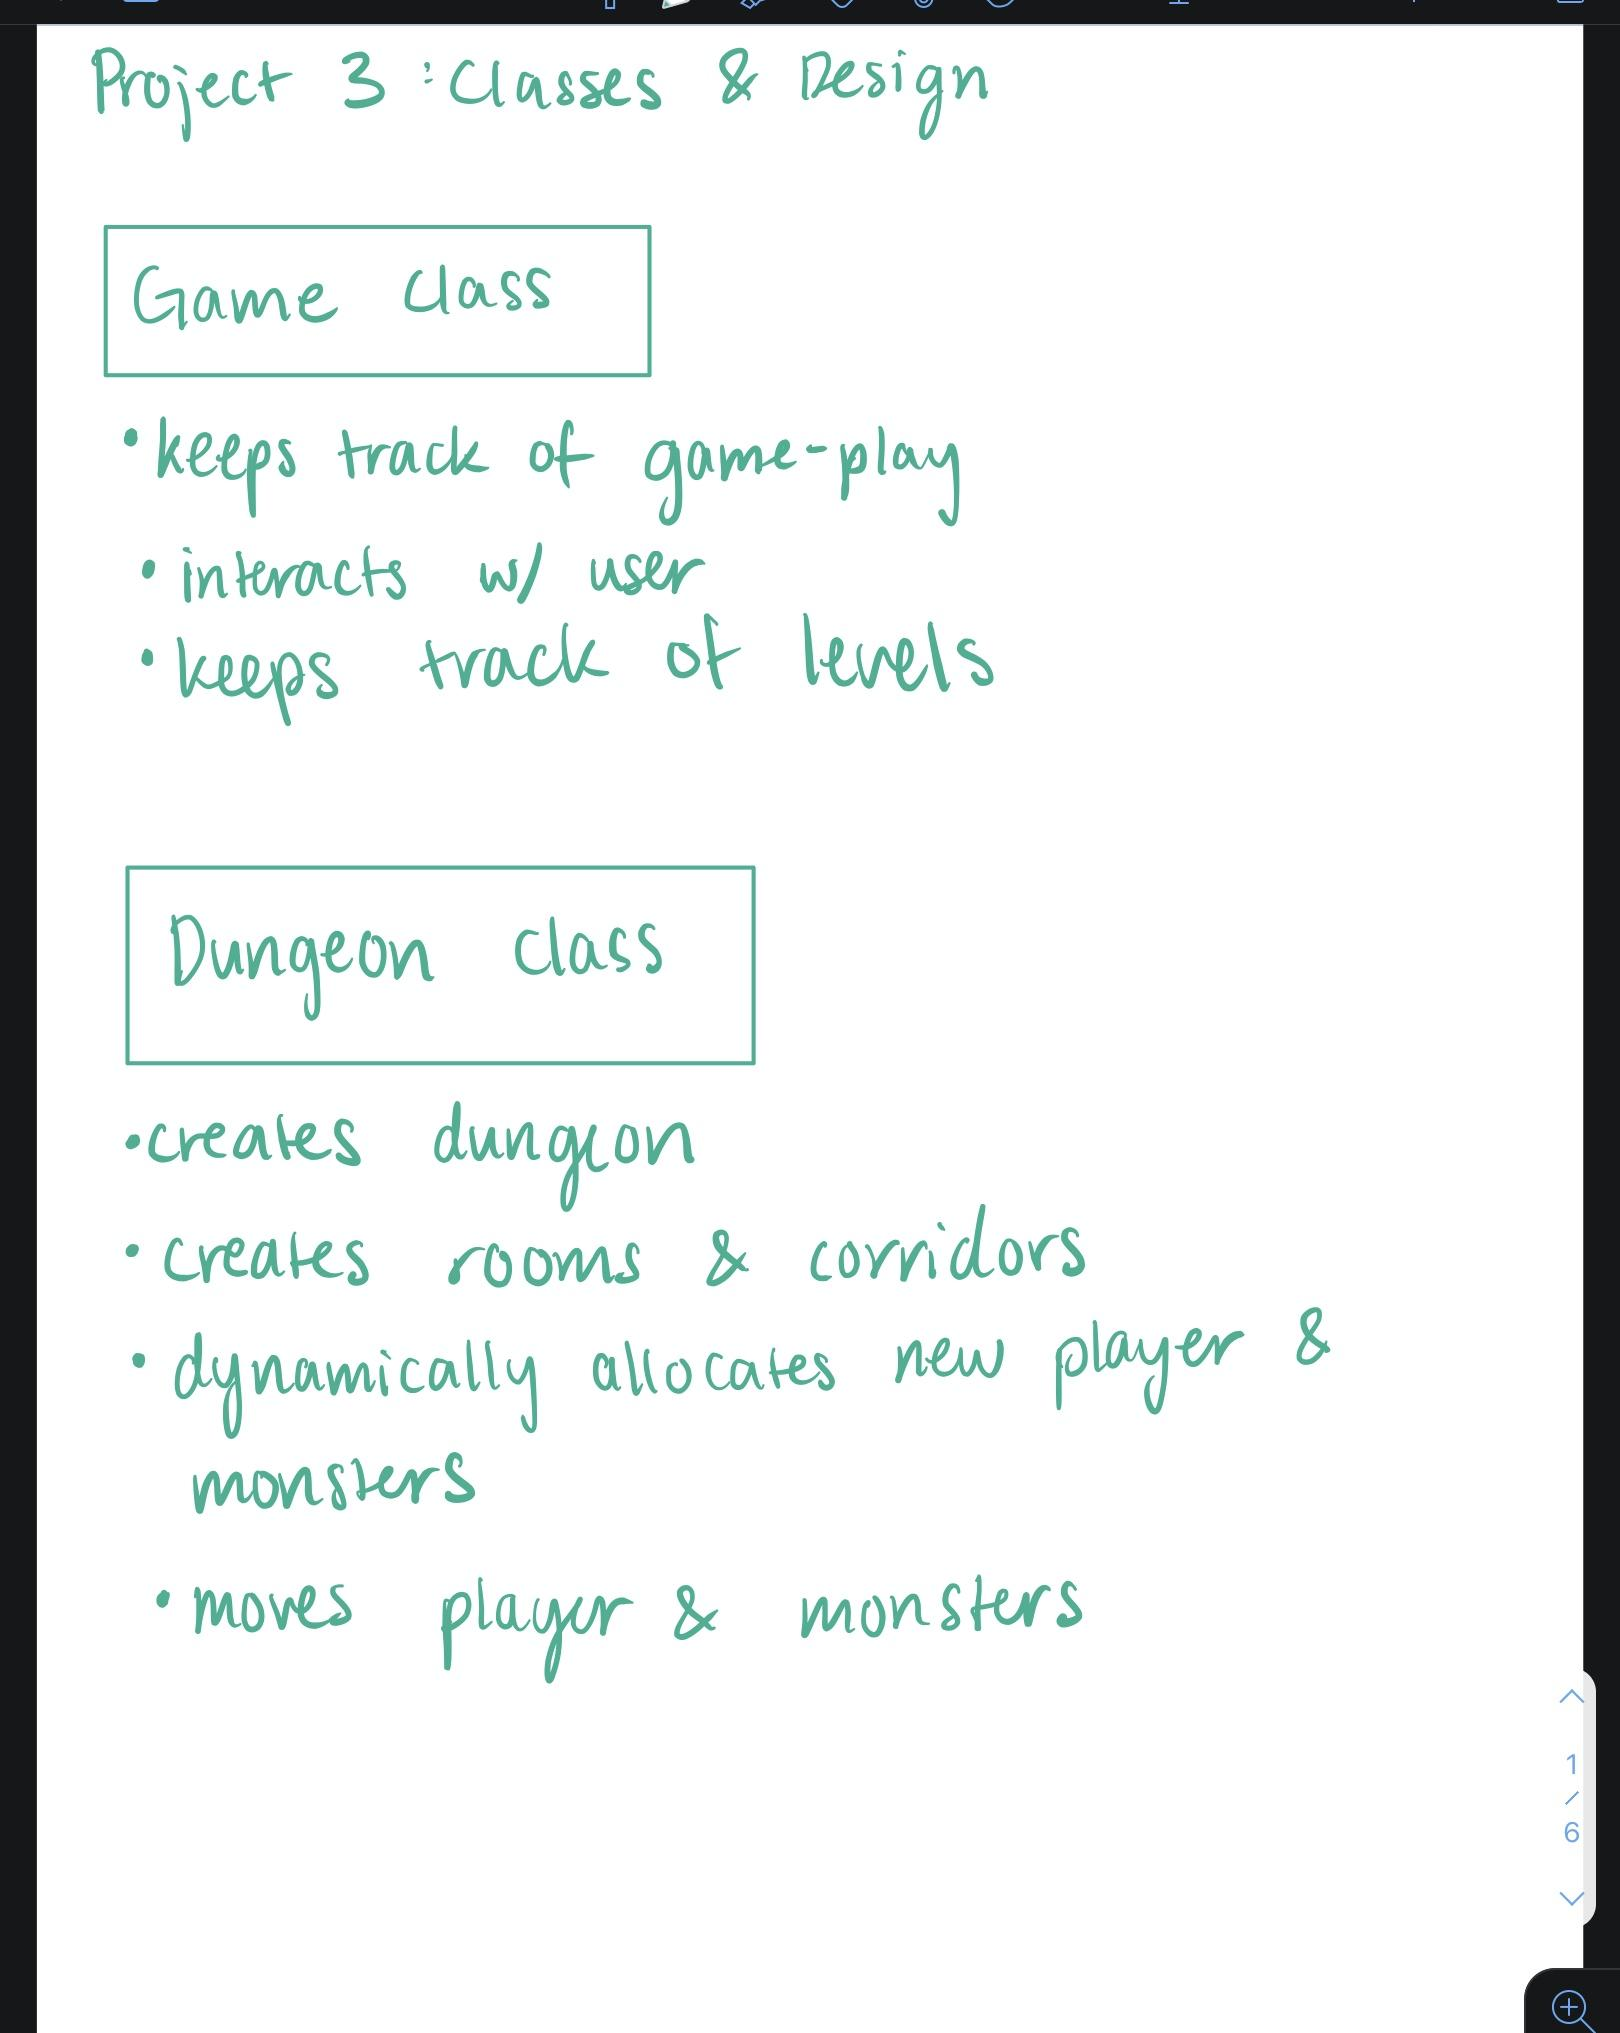 Project 3 : Classes & Design
Game Class
• keeps track of game-play
• interacts w/ user
• keeps track of levels
Dungeon Class
• creates dungeon
• creates rooms & corridors
• dynamically allocates new player &
monsters
• moves player & monsters
1
/
6